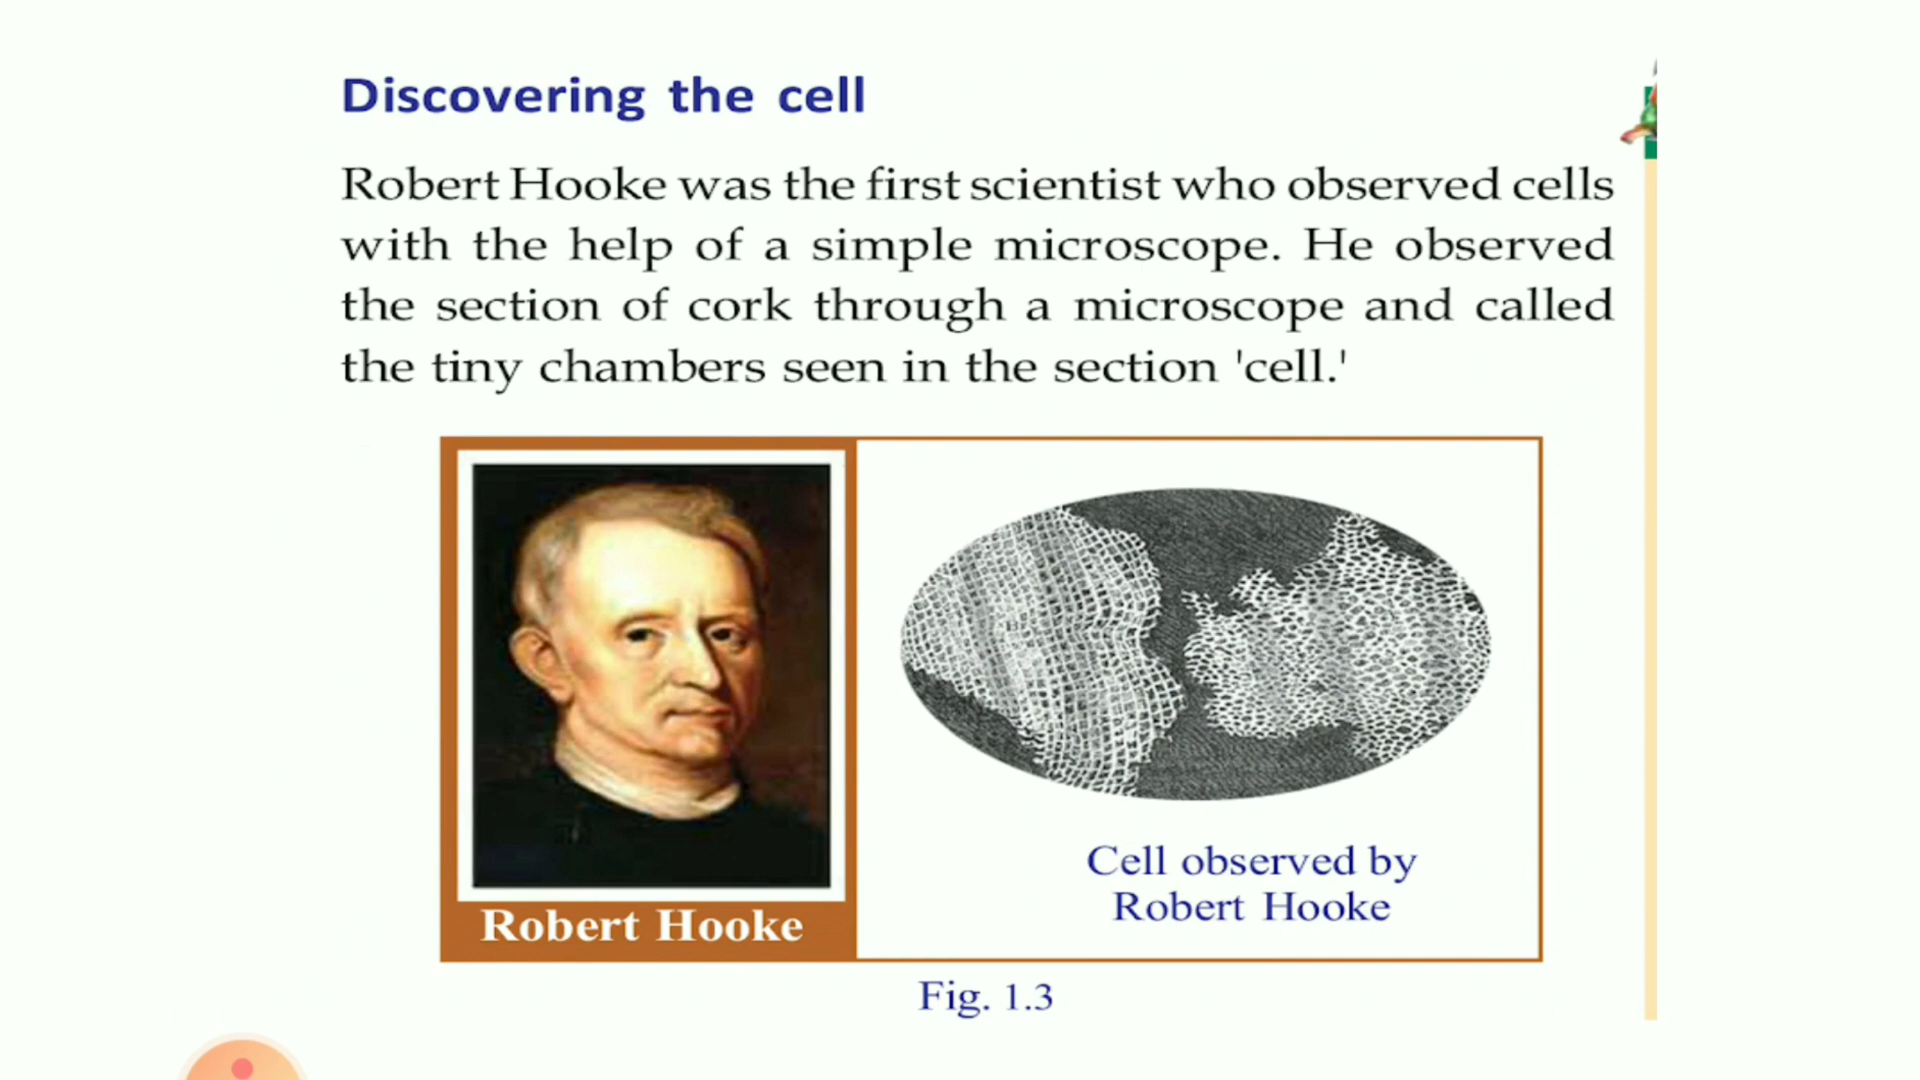 Discovering the cell
Robert Hooke was the first scientist who observed cells
with the help of a simple microscope. He observed
the section of cork through a microscope and called
the tiny chambers seen in the section 'cell.'
Robert Hooke
Cell observed by
Robert Hooke
Fig. 1.3